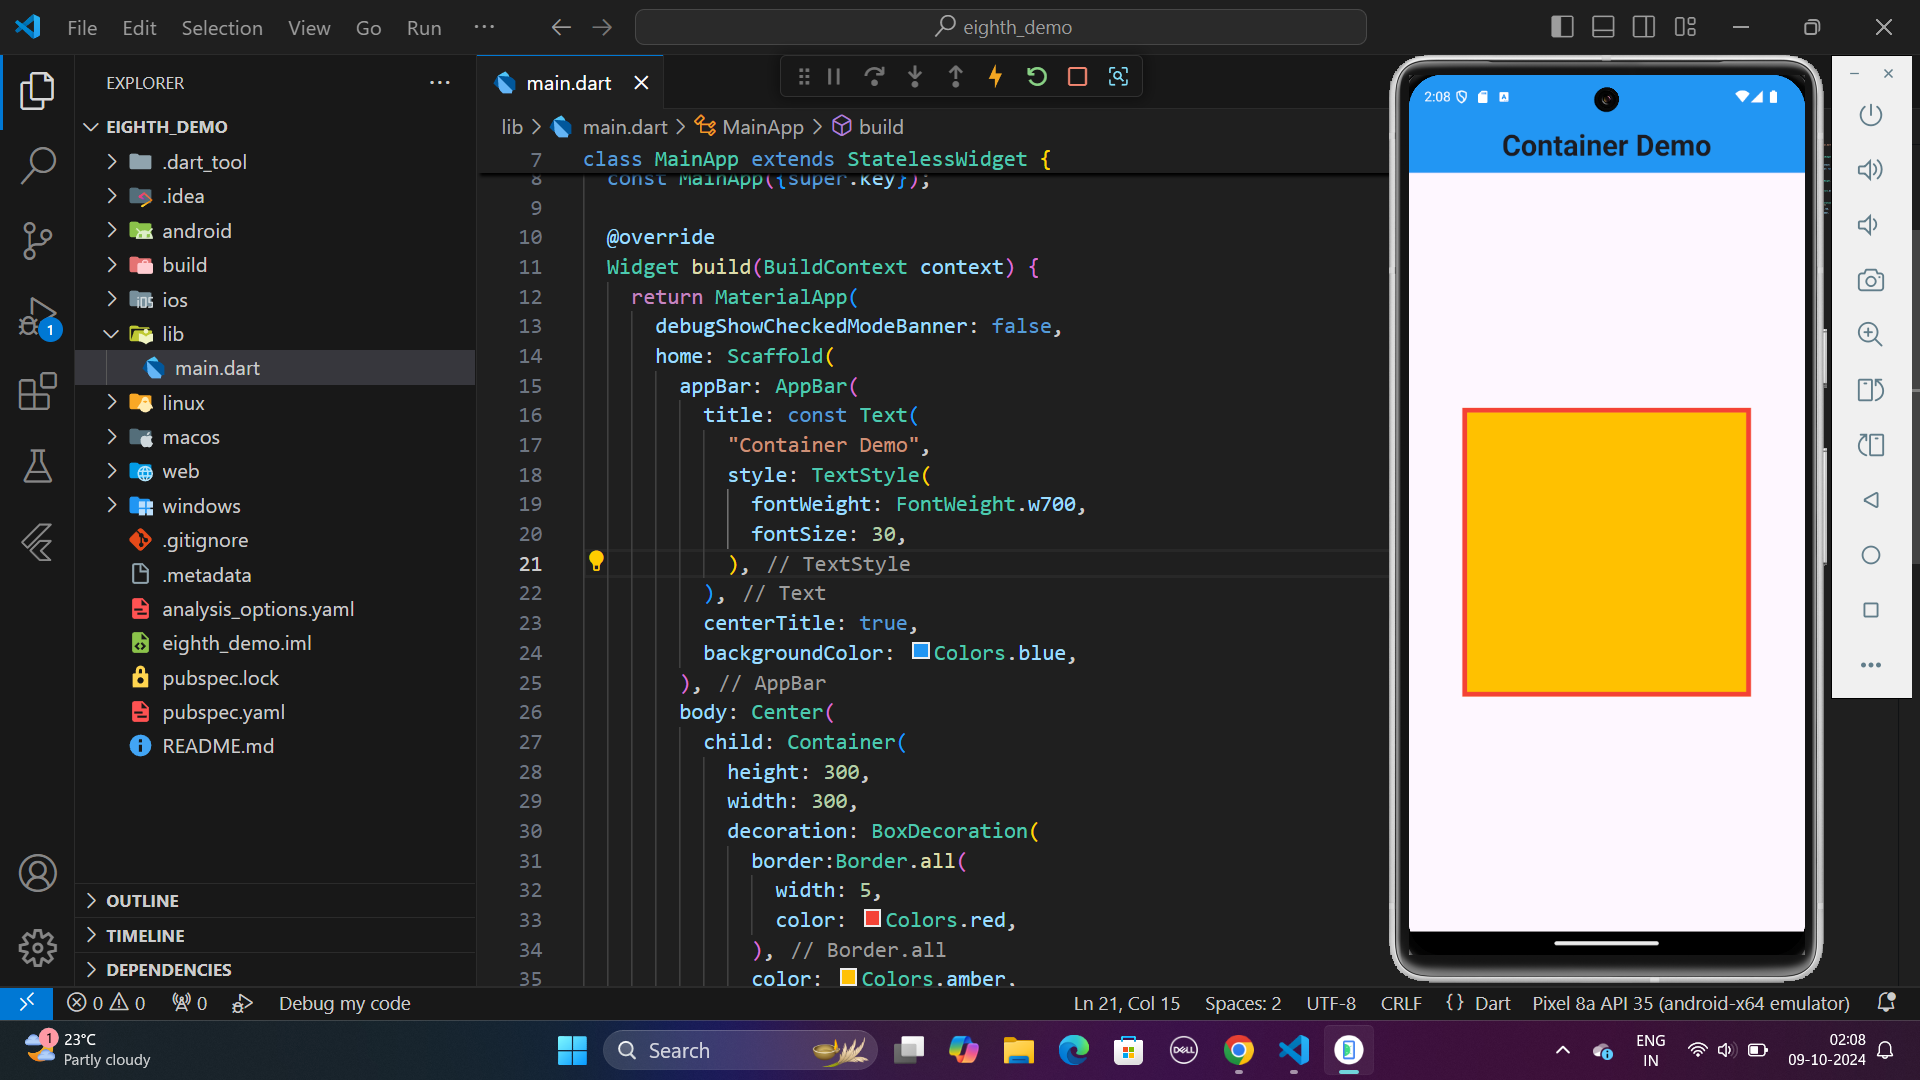 File Edit Selection View Go Run ··· eighth_demo
EXPLORER ···
EIGHTH_DEMO
.dart_tool
.idea
android
build
ios
lib
main.dart
linux
macos
web
windows
.gitignore
.metadata
analysis_options.yaml
eighth_demo.iml
pubspec.lock
pubspec.yaml
README.md
OUTLINE
TIMELINE
DEPENDENCIES
1
main.dart
lib > main.dart > MainApp > build
7 class MainApp extends StatelessWidget {
8 const MainApp({super.key});
9
10 @override
11 Widget build(BuildContext context) {
12 return MaterialApp(
13 debugShowCheckedModeBanner: false,
14 home: Scaffold(
15 appBar: AppBar(
16 title: const Text(
17 "Container Demo",
18 style: TextStyle(
19 fontWeight: FontWeight.w700,
20 fontSize: 30,
21 ), // TextStyle
22 ), // Text
23 centerTitle: true,
24 backgroundColor: Colors.blue,
25 ), // AppBar
26 body: Center(
27 child: Container(
28 height: 300,
29 width: 300,
30 decoration: BoxDecoration(
31 border:Border.all(
32 width: 5,
33 color: Colors.red,
34 ), // Border.all
35 color: Colors.amber,
2:08
Container Demo
0 0 0 Debug my code Ln 21, Col 15 Spaces: 2 UTF-8 CRLF {} Dart Pixel 8a API 35 (android-x64 emulator)
1
23°C
Partly cloudy
Search
DELL
ENG
IN
02:08
09-10-2024